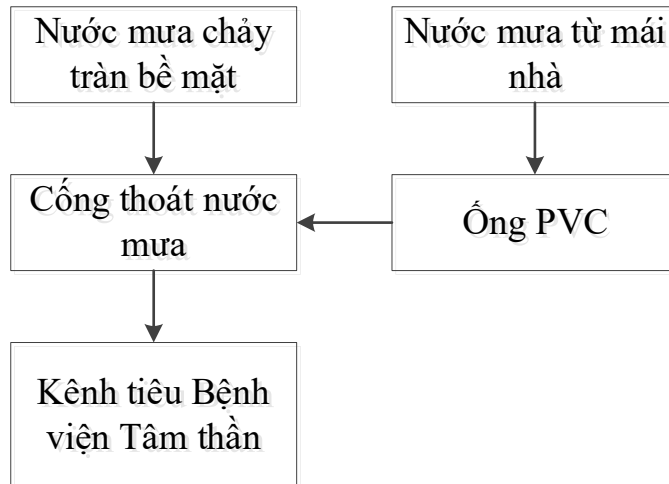 Nước mưa chảy
tràn bề mặt
Nước mưa từ mái
nhà
Cống thoát nước
mưa
Ống PVC
Kênh tiêu Bệnh
viện Tâm thần